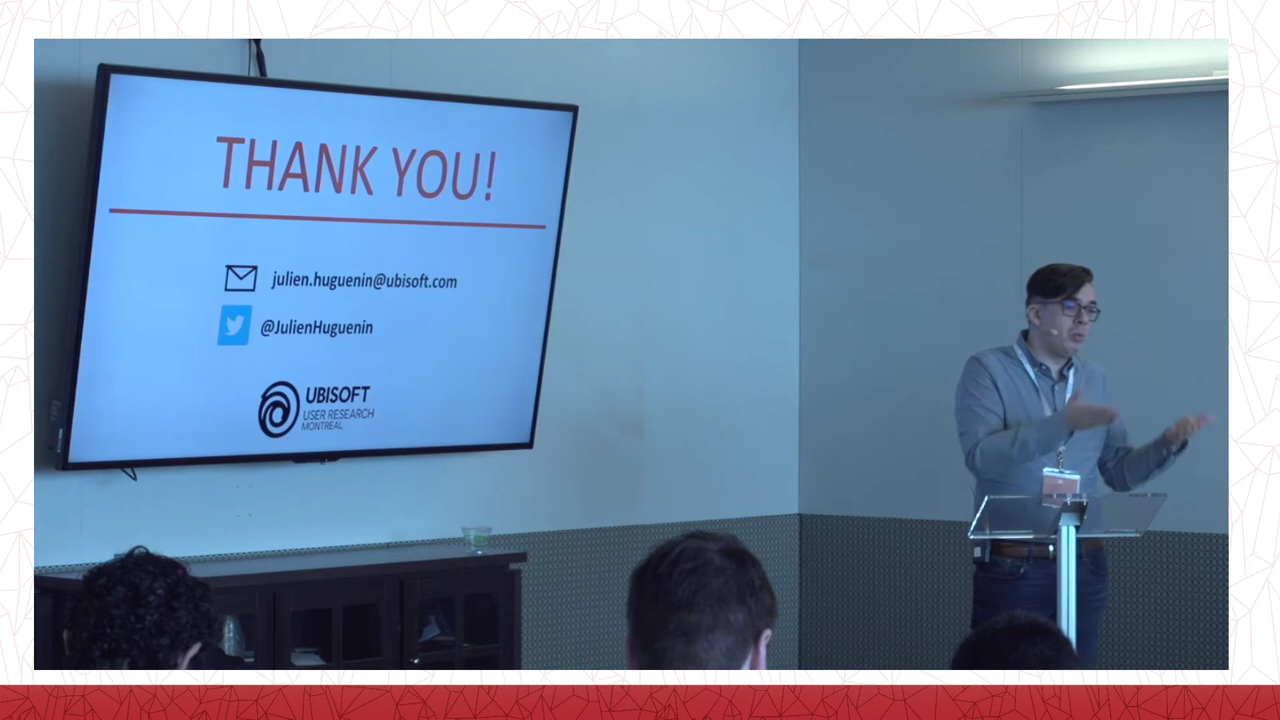 THANK YOU!
julien.huguenin@ubisoft.com
@JulienHuguenin
UBISOFT
USER RESEARCH
MONTREAL